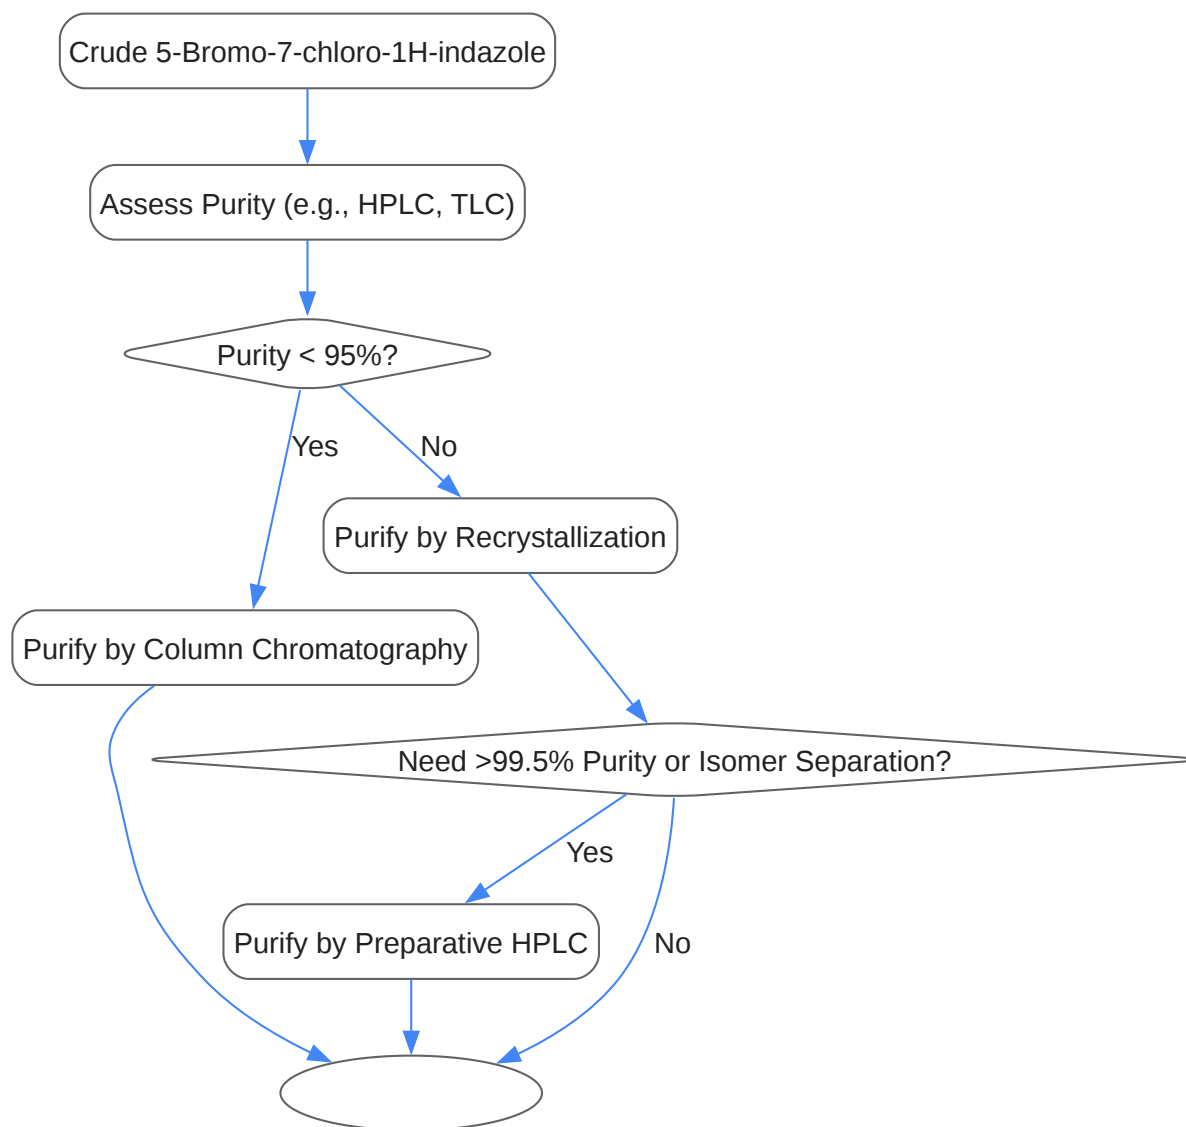 Crude 5-Bromo-7-chloro-1H-indazole
Assess Purity (e.g., HPLC, TLC)
Purity < 95%?
Yes
No
Purify by Recrystallization
Purify by Column Chromatography
Need >99.5% Purity or Isomer Separation?
Yes
Purify by Preparative HPLC
No